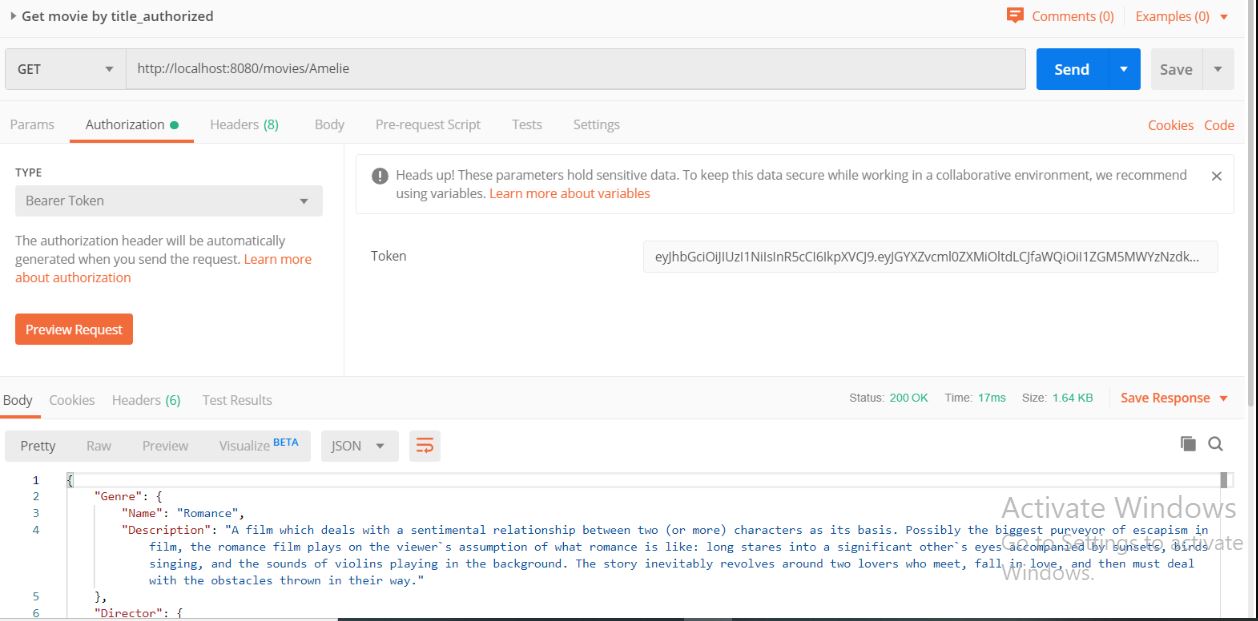 Get movie by title_authorized
Comments (0) Examples (0)
GET http://localhost:8080/movies/Amelie Send Save
Params Authorization Headers (8) Body Pre-request Script Tests Settings Cookies Code
TYPE
Bearer Token
The authorization header will be automatically
generated when you send the request. Learn more
about authorization
Preview Request
Heads up! These parameters hold sensitive data. To keep this data secure while working in a collaborative environment, we recommend
using variables. Learn more about variables
Token eyJhbGciOiJIUzI1NiIsInR5cCI6IkpXVCJ9.eyJGYXZvcml0ZXMiOltdLCJfaWQiOiI1ZGM5MWYzNzdk...
Body Cookies Headers (6) Test Results Status: 200 OK Time: 17ms Size: 1.64 KB Save Response
Pretty Raw Preview Visualize BETA JSON
1 {
2 "Genre": {
3 "Name": "Romance",
4 "Description": "A film which deals with a sentimental relationship between two (or more) characters as its basis. Possibly the biggest purveyor of escapism in
film, the romance film plays on the viewer`s assumption of what romance is like: long stares into a significant other`s eyes accompanied by sunsets, birds
singing, and the sounds of violins playing in the background. The story inevitably revolves around two lovers who meet, fall in love, and then must deal
with the obstacles thrown in their way."
5 },
6 "Director": {
Activate Windows
Go to Settings to activate
Windows.